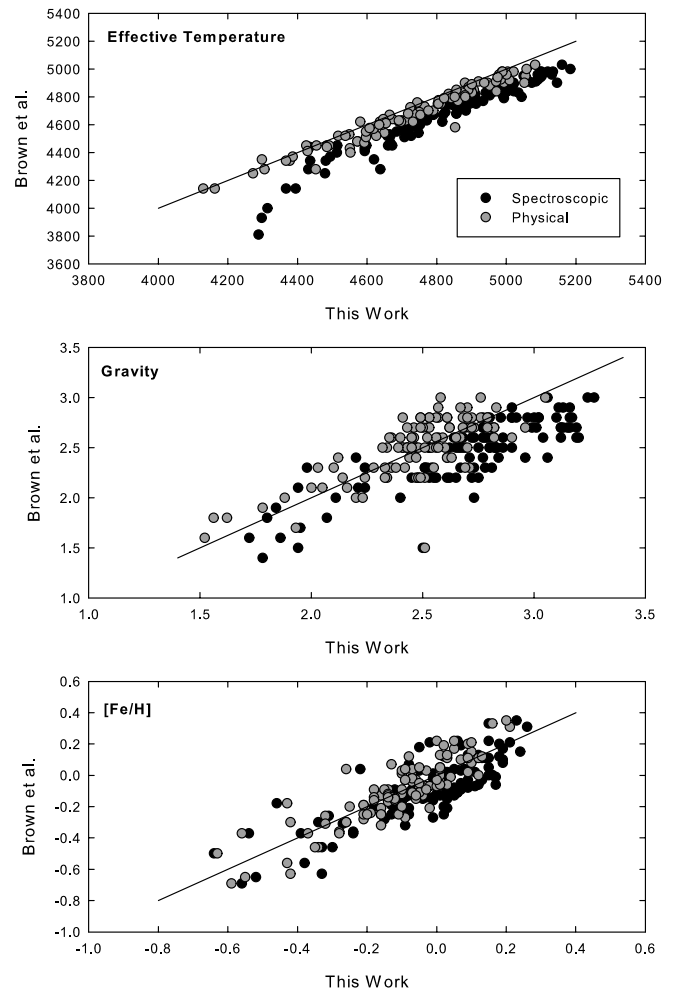 Effective Temperature
5400
5200
5000
4800
4600
4400
4200
4000
3800
3600
Brown et al.
Spectroscopic
Physical
3800 4000 4200 4400 4600 4800 5000 5200 5400
This Work
Gravity
3.5
3.0
2.5
2.0
1.5
1.0
Brown et al.
1.0 1.5 2.0 2.5 3.0 3.5
This Work
[Fe/H]
0.6
0.4
0.2
0.0
-0.2
-0.4
-0.6
-0.8
-1.0
Brown et al.
-1.0 -0.8 -0.6 -0.4 -0.2 0.0 0.2 0.4 0.6
This Work